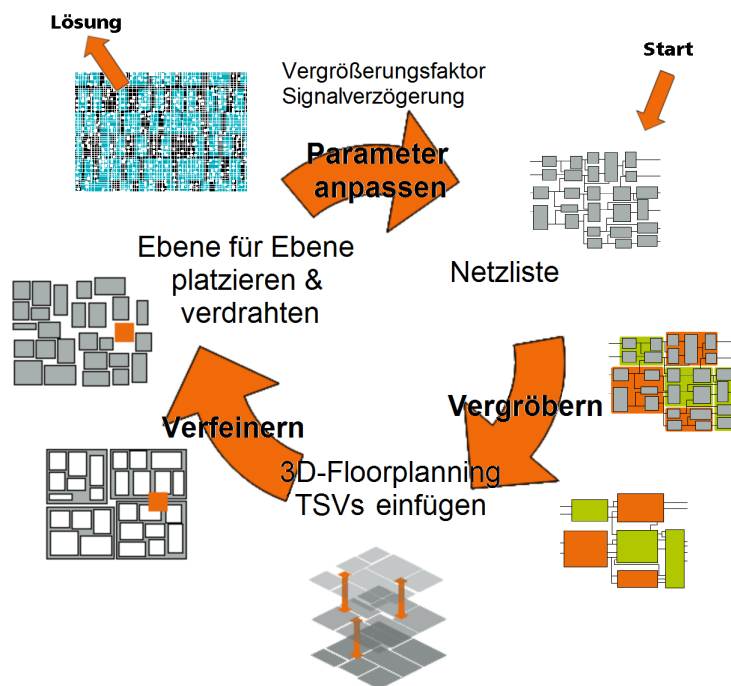 Lösung
Start
Vergrößerungsfaktor
Signalverzögerung
Parameter
anpassen
Ebene für Ebene
platzieren &
verdrahten
Netzliste
Vergröbern
Verfeinern
3D-Floorplanning
TSVs einfügen